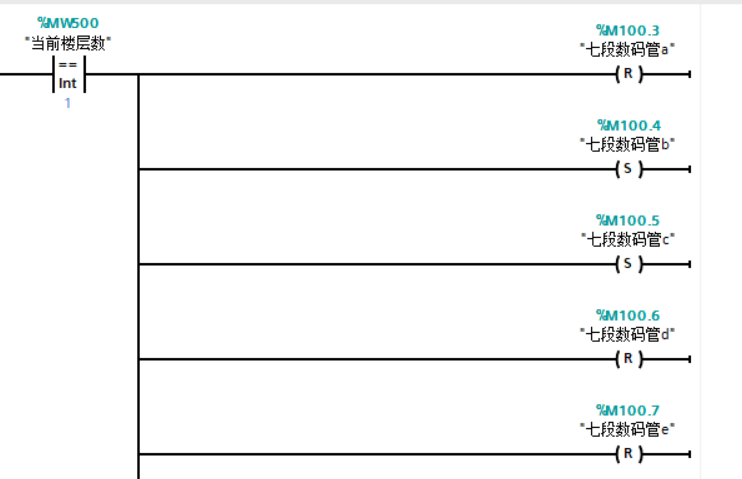 %MW500
"当前楼层数"
==
Int
1
%M100.3
"七段数码管a"
R
%M100.4
"七段数码管b"
S
%M100.5
"七段数码管c"
S
%M100.6
"七段数码管d"
R
%M100.7
"七段数码管e"
R